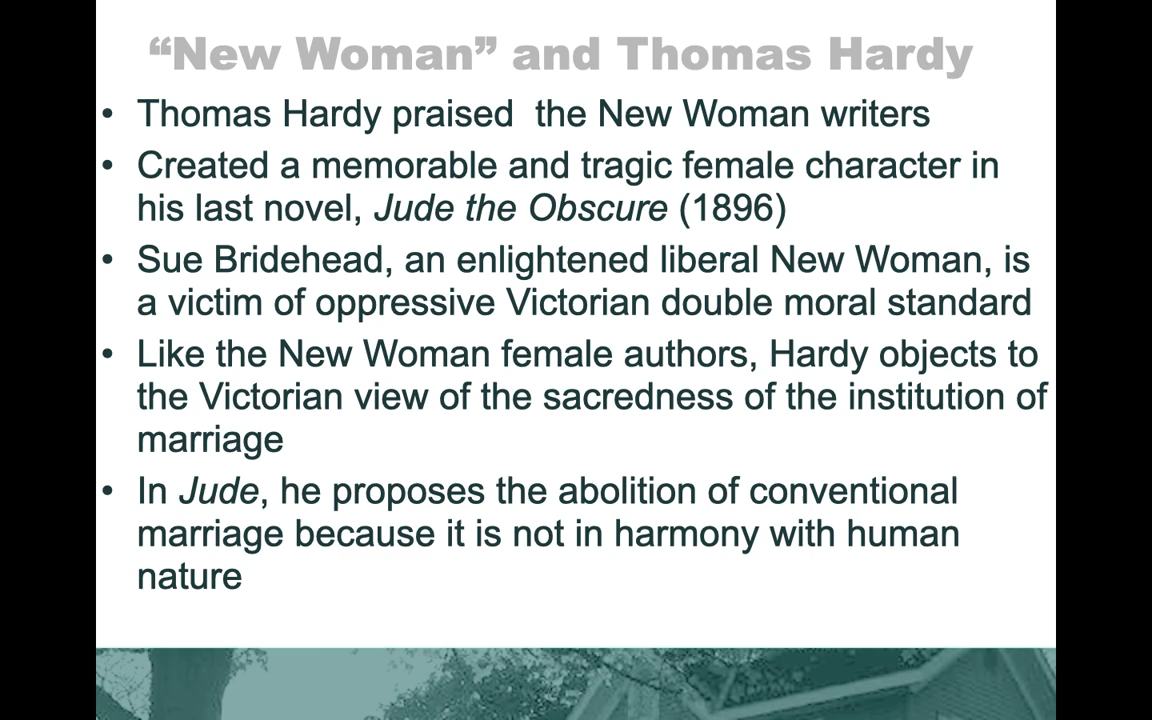 “New Woman” and Thomas Hardy
• Thomas Hardy praised  the New Woman writers
• Created a memorable and tragic female character in
his last novel, Jude the Obscure (1896)
• Sue Bridehead, an enlightened liberal New Woman, is
a victim of oppressive Victorian double moral standard
• Like the New Woman female authors, Hardy objects to
the Victorian view of the sacredness of the institution of
marriage
• In Jude, he proposes the abolition of conventional
marriage because it is not in harmony with human
nature